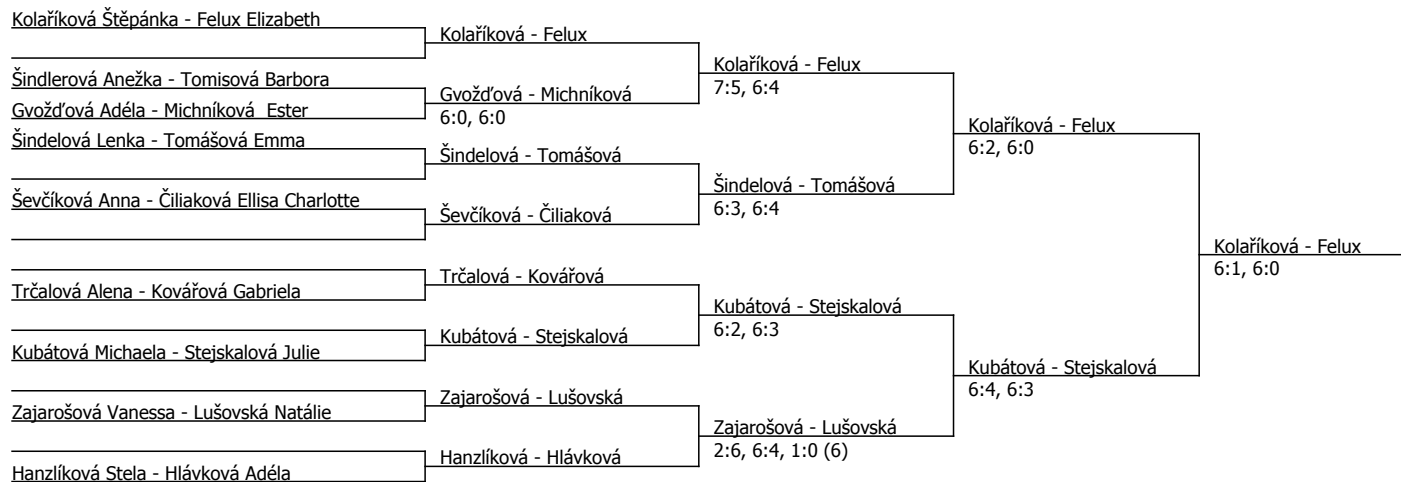 Kolaříková Štěpánka - Felux Elizabeth
Kolaříková - Felux
Kolaříková - Felux
7:5, 6:4
Šindlerová Anežka - Tomisová Barbora
Gvožďová - Michníková
6:0, 6:0
Gvožďová Adéla - Michníková  Ester
Kolaříková - Felux
6:2, 6:0
Šindelová Lenka - Tomášová Emma
Šindelová - Tomášová
Šindelová - Tomášová
6:3, 6:4
Ševčíková Anna - Čiliaková Ellisa Charlotte
Ševčíková - Čiliaková
Kolaříková - Felux
6:1, 6:0
Trčalová - Kovářová
Trčalová Alena - Kovářová Gabriela
Kubátová - Stejskalová
6:2, 6:3
Kubátová - Stejskalová
Kubátová Michaela - Stejskalová Julie
Kubátová - Stejskalová
6:4, 6:3
Zajarošová - Lušovská
Zajarošová Vanessa - Lušovská Natálie
Zajarošová - Lušovská
2:6, 6:4, 1:0 (6)
Hanzlíková - Hlávková
Hanzlíková Stela - Hlávková Adéla